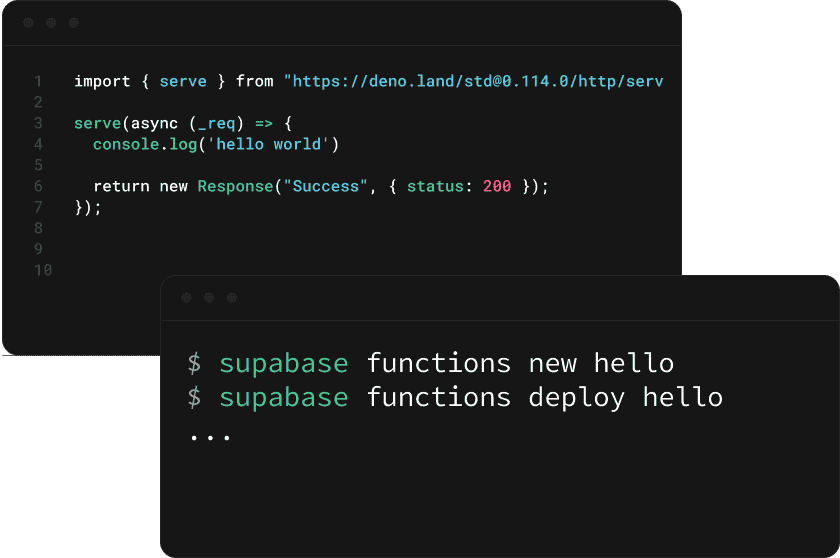 1 import { serve } from "https://deno.land/std@0.114.0/http/serv
2
3 serve(async (_req) => {
4 console.log('hello world')
5
6 return new Response("Success", { status: 200 });
7 });
8
9
10
$ supabase functions new hello
$ supabase functions deploy hello
...